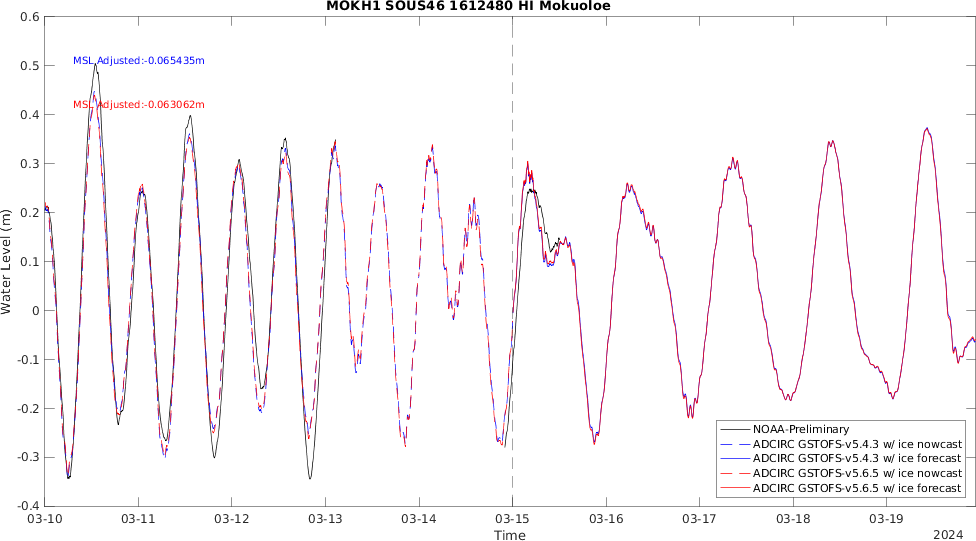 MOKH1 SOUS46 1612480 HI Mokuoloe
0.6
0.5
0.4
0.3
0.2
0.1
0
-0.1
-0.2
-0.3
-0.4
Water Level (m)
MSL Adjusted:-0.065435m
MSL Adjusted:-0.063062m
NOAA-Preliminary
ADCIRC GSTOFS-v5.4.3 w/ ice nowcast
ADCIRC GSTOFS-v5.4.3 w/ ice forecast
ADCIRC GSTOFS-v5.6.5 w/ ice nowcast
ADCIRC GSTOFS-v5.6.5 w/ ice forecast
03-10 03-11 03-12 03-13 03-14 03-15 03-16 03-17 03-18 03-19
Time
2024